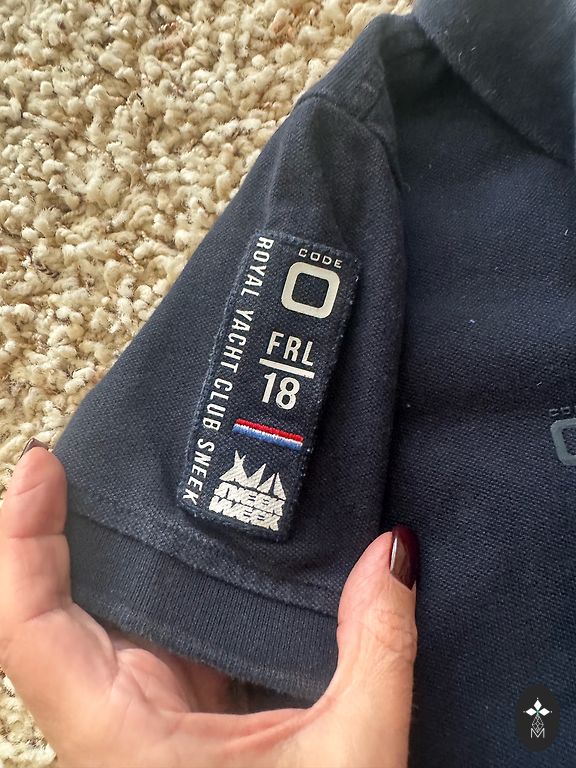 CODE
0
FRL
18
ROYAL YACHT CLUB SNEEK
SNEEK
WEEK